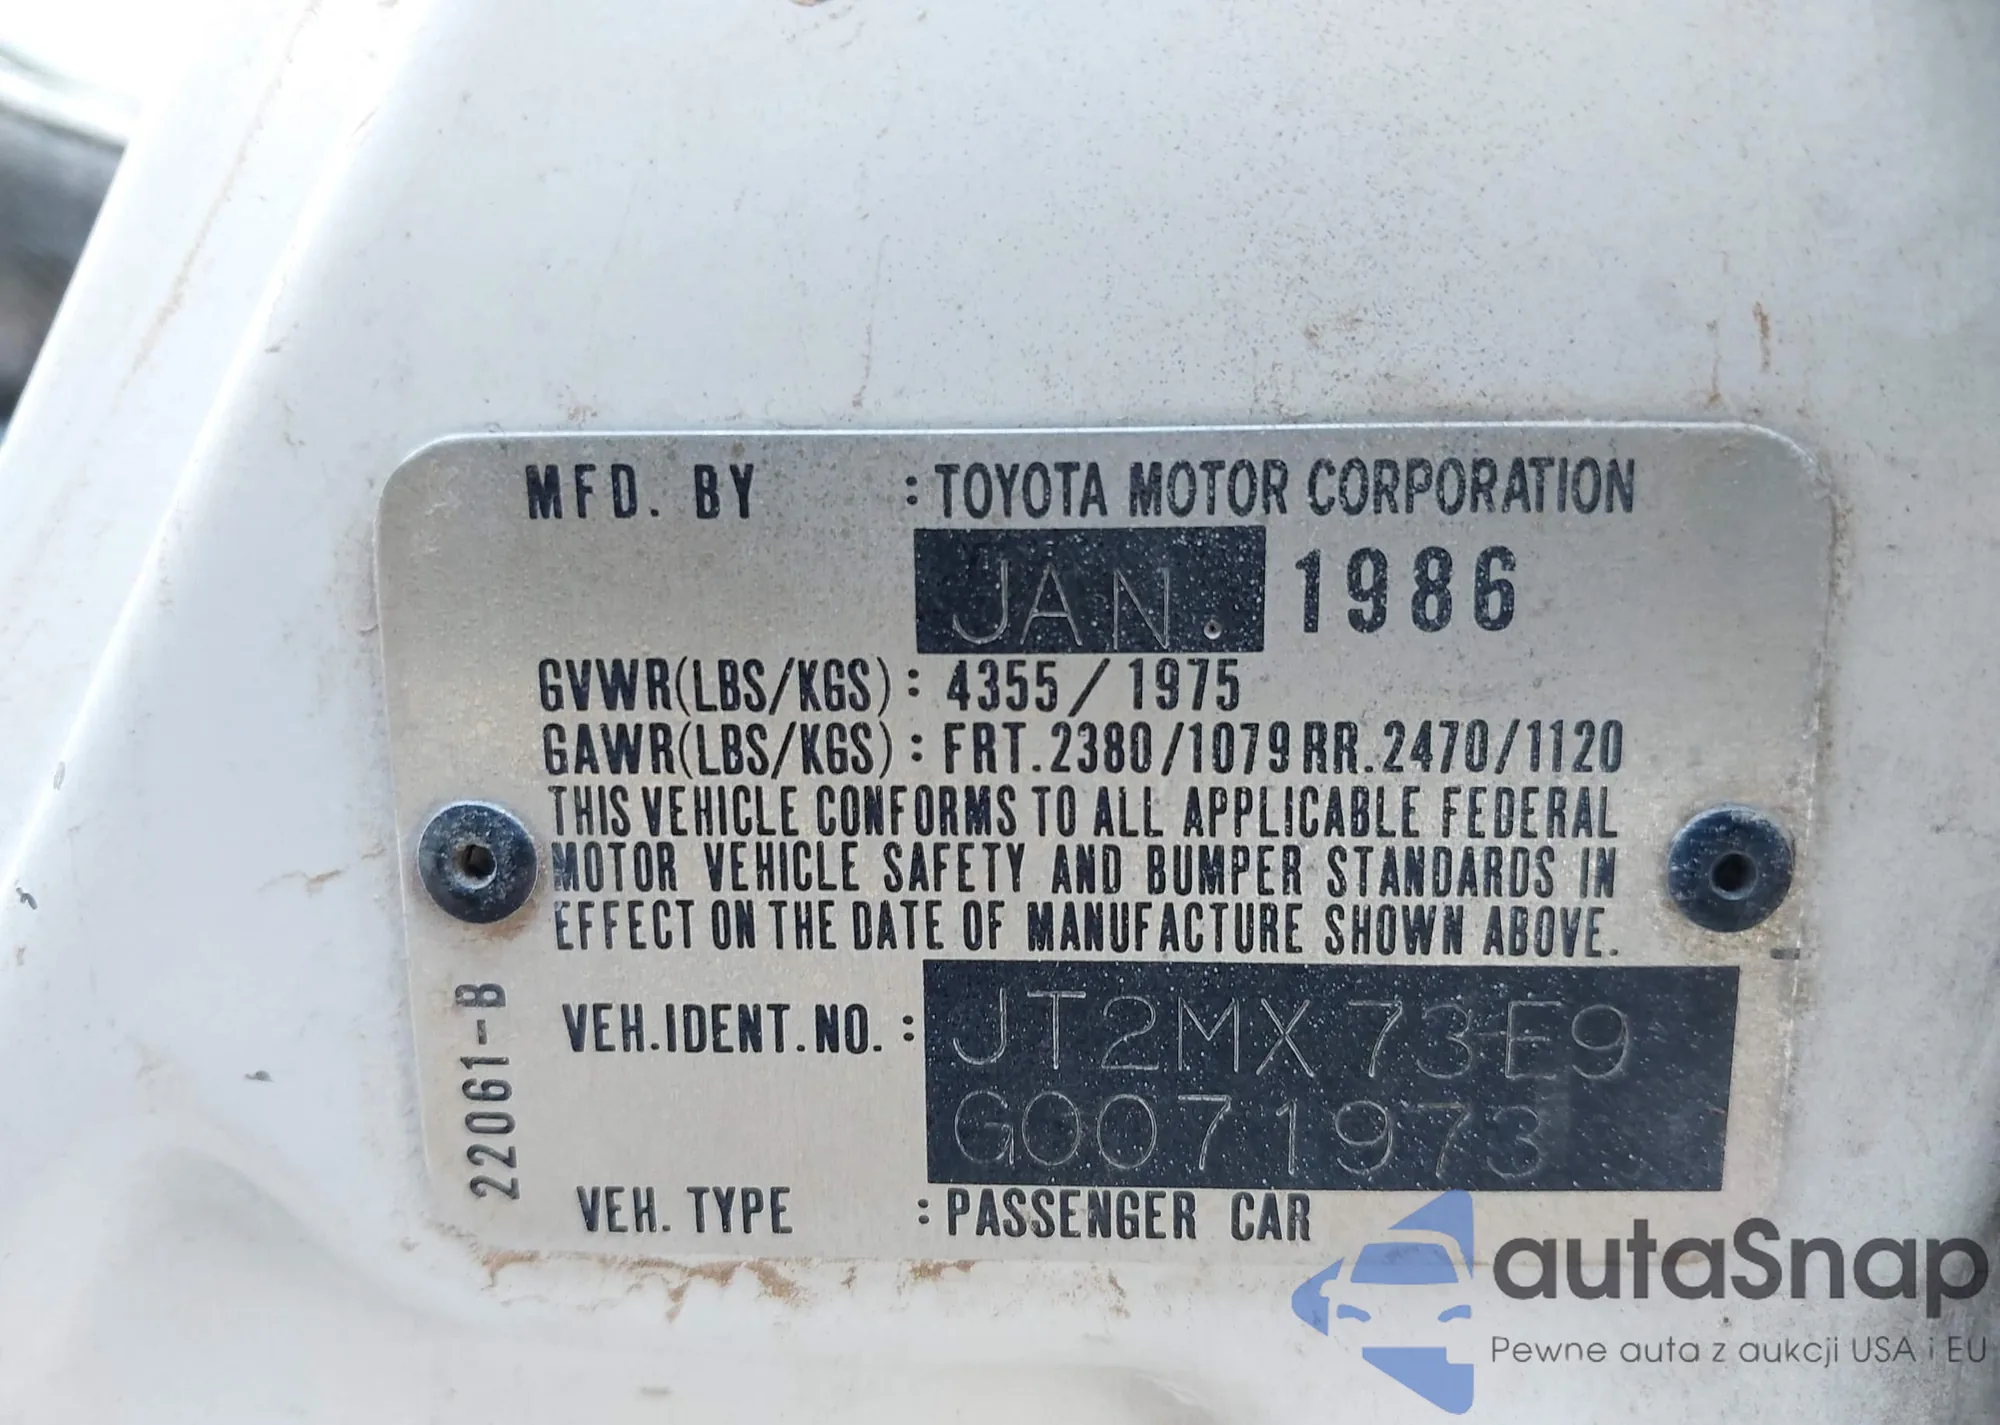 MFD. BY : TOYOTA MOTOR CORPORATION
JAN. 1986
GVWR(LBS/KGS) : 4355/1975
GAWR(LBS/KGS) : FRT.2380/1079 RR.2470/1120
THIS VEHICLE CONFORMS TO ALL APPLICABLE FEDERAL
MOTOR VEHICLE SAFETY AND BUMPER STANDARDS IN
EFFECT ON THE DATE OF MANUFACTURE SHOWN ABOVE.
VEH.IDENT.NO. : JT2MX73E9
G0071973
VEH. TYPE : PASSENGER CAR
22061-B
autaSnap
Pewne auta z aukcji USA i EU